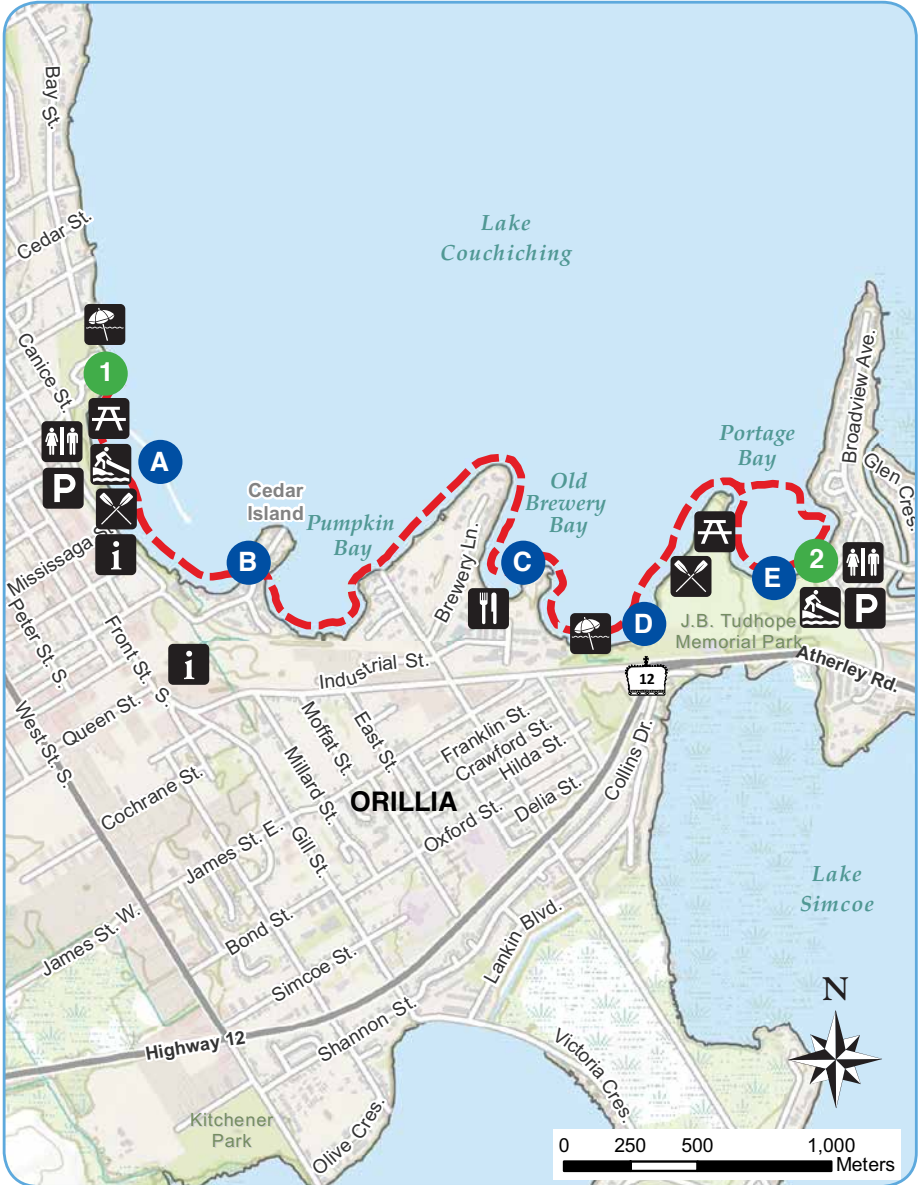 Bay St.
Cedar St.
Lake
Couchiching
Canice St.
1
Broadview Ave.
Glen Cres.
Portage
Bay
P
A
Cedar
Island
Pumpkin
Bay
Old
Brewery
Bay
Mississaga
i
B
Brewery Ln.
C
E
2
P
D
J.B. Tudhope
Memorial Park
Atherley Rd.
12
Peter St. S.
Front St. S.
i
Industrial St.
West St. S.
Queen St.
Moffat St.
East St.
Franklin St.
Crawford St.
Hilda St.
Collins Dr.
Millard St.
Cochrane St.
ORILLIA
Oxford St.
Delia St.
James St. E.
Gill St.
Lake
Simcoe
James St. W.
Bond St.
Lankin Blvd.
Simcoe St.
N
Highway 12
Shannon St.
Victoria Cres.
Kitchener
Park
Olive Cres.
0 250 500 1,000
Meters